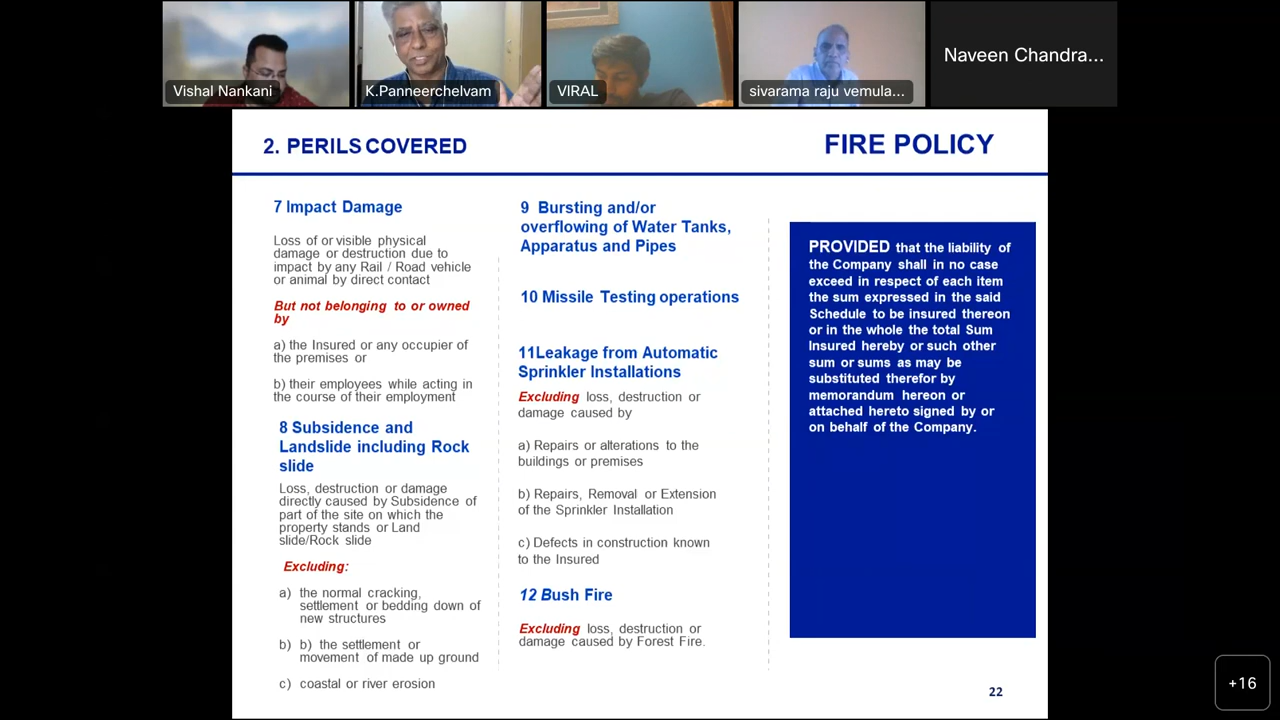 Vishal Nankani
K.Panneerchelvam
VIRAL
sivarama raju vemula...
Naveen Chandra...
2. PERILS COVERED
FIRE POLICY
7 Impact Damage
Loss of or visible physical
damage or destruction due to
impact by any Rail / Road vehicle
or animal by direct contact
But not belonging to or owned
by
a) the Insured or any occupier of
the premises or
b) their employees while acting in
the course of their employment
8 Subsidence and
Landslide including Rock
slide
Loss, destruction or damage
directly caused by Subsidence of
part of the site on which the
property stands or Land
slide/Rock slide
Excluding:
a) the normal cracking,
settlement or bedding down of
new structures
b) b) the settlement or
movement of made up ground
c) coastal or river erosion
9 Bursting and/or
overflowing of Water Tanks,
Apparatus and Pipes
10 Missile Testing operations
11Leakage from Automatic
Sprinkler Installations
Excluding loss, destruction or
damage caused by
a) Repairs or alterations to the
buildings or premises
b) Repairs, Removal or Extension
of the Sprinkler Installation
c) Defects in construction known
to the Insured
12 Bush Fire
Excluding loss, destruction or
damage caused by Forest Fire.
PROVIDED that the liability of
the Company shall in no case
exceed in respect of each item
the sum expressed in the said
Schedule to be insured thereon
or in the whole the total Sum
Insured hereby or such other
sum or sums as may be
substituted therefor by
memorandum hereon or
attached hereto signed by or
on behalf of the Company.
22
+16